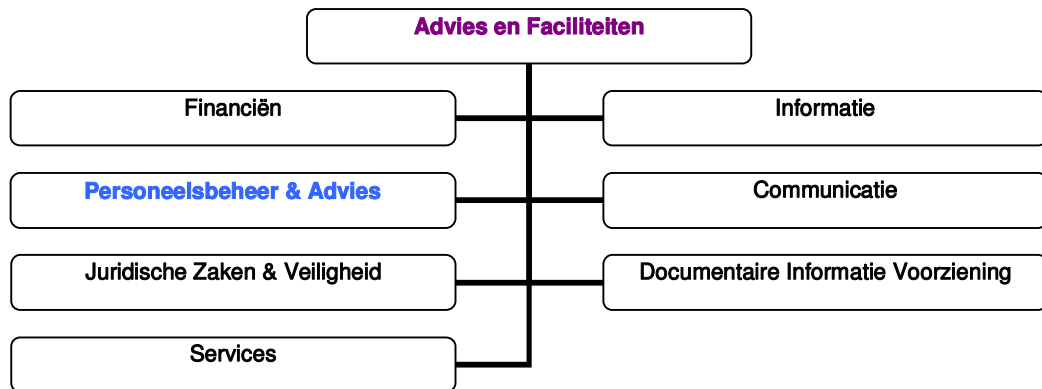 Advies en Faciliteiten
Financiën
Informatie
Personeelsbeheer & Advies
Communicatie
Juridische Zaken & Veiligheid
Documentaire Informatie Voorziening
Services